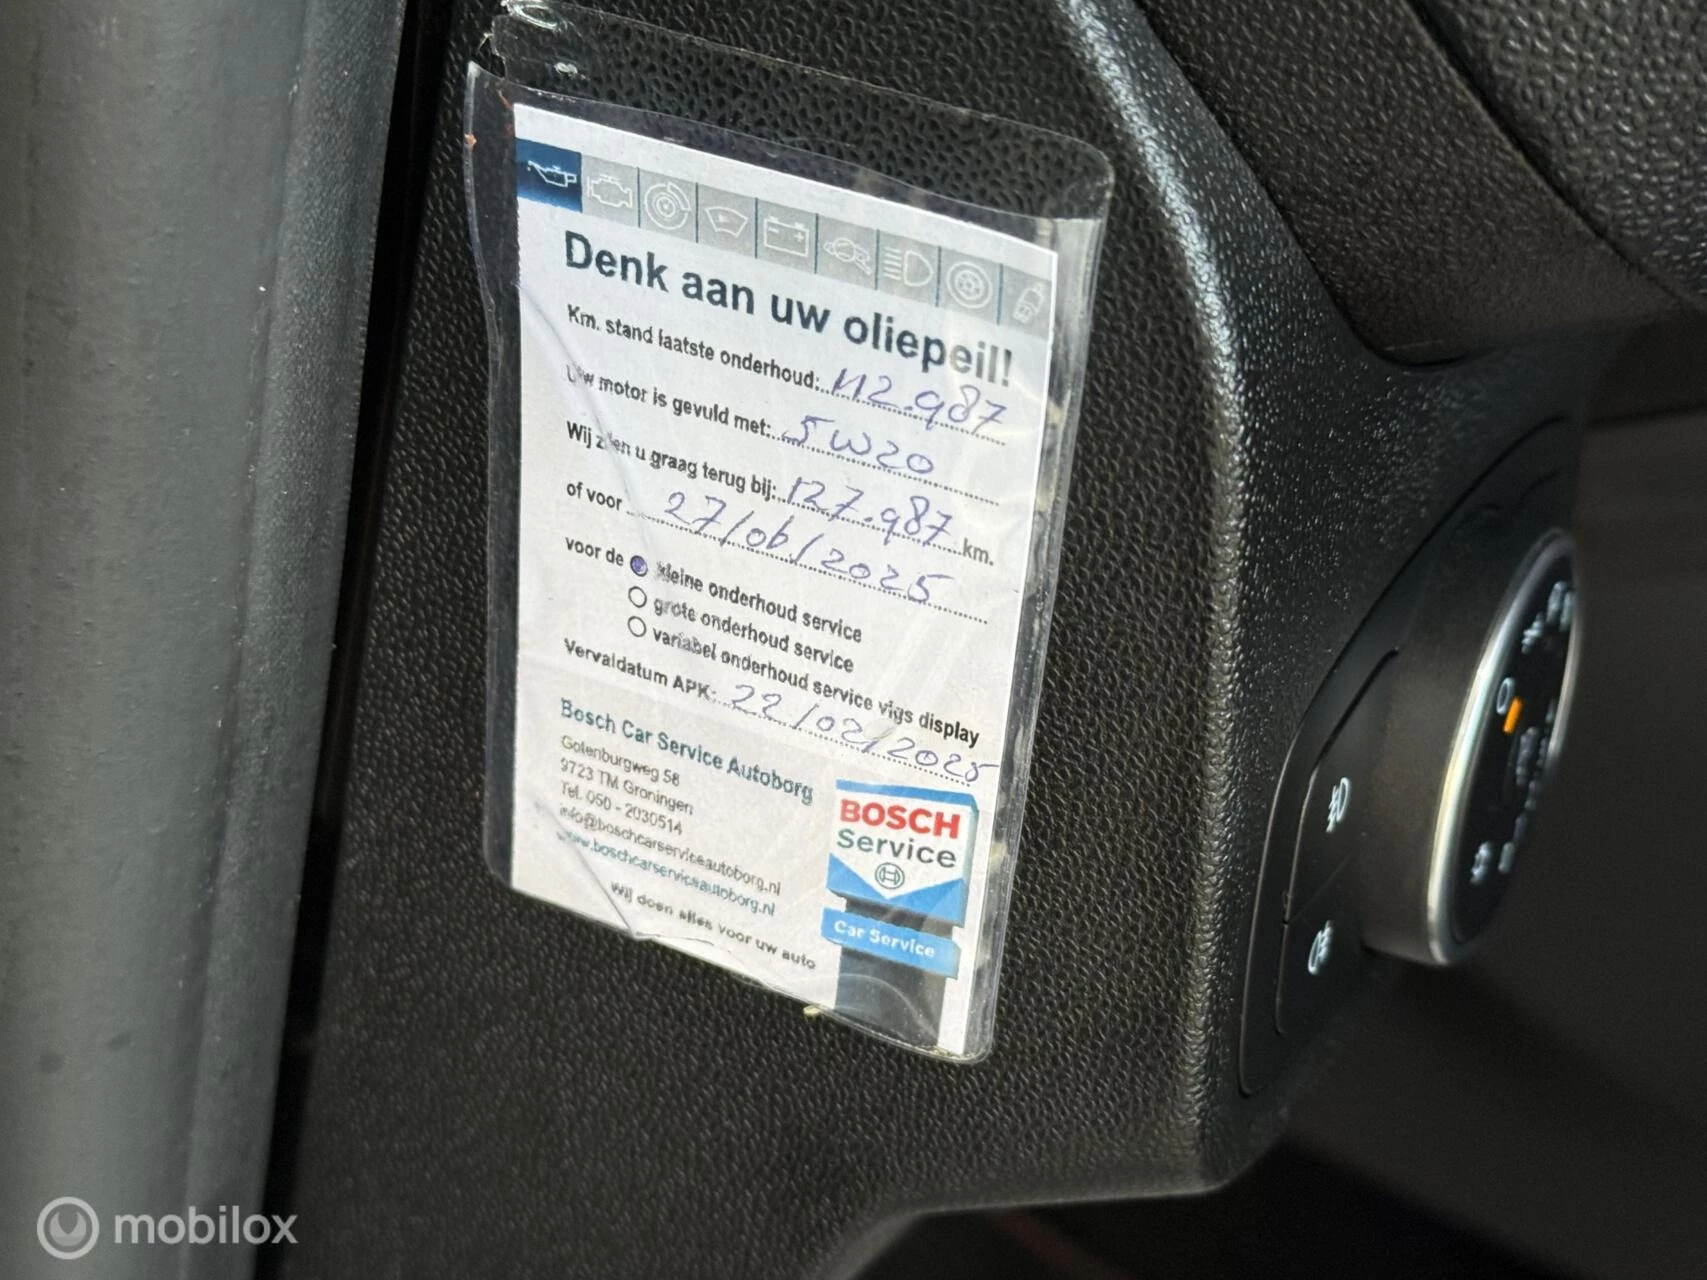 Denk aan uw oliepeil!
Km. stand laatste onderhoud: 112.987
Uw motor is gevuld met: 5W20
Wij zien u graag terug bij: 127.987 km.
of voor 27/06/2025
voor de kleine onderhoud service
grote onderhoud service
variabel onderhoud service vlgs display
Vervaldatum APK: 22/02/2025
Bosch Car Service Autoborg
Gotenburgweg 58
9723 TM Groningen
Tel. 050 - 2030514
info@boschcarserviceautoborg.nl
www.boschcarserviceautoborg.nl
Wij doen alles voor uw auto
BOSCH
Service
Car Service
0
mobilox